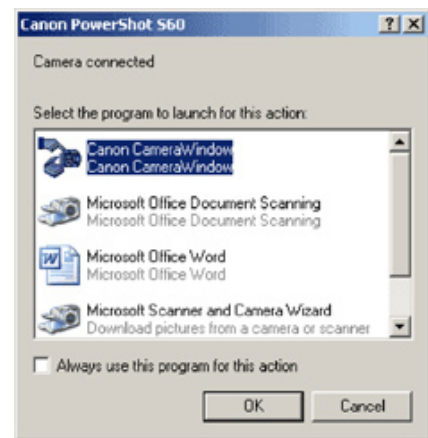 Canon PowerShot S60
Camera connected
Select the program to launch for this action:
Canon CameraWindow
Canon CameraWindow
Microsoft Office Document Scanning
Microsoft Office Document Scanning
Microsoft Office Word
Microsoft Office Word
Microsoft Scanner and Camera Wizard
Download pictures from a camera or scanner
Always use this program for this action
OK Cancel